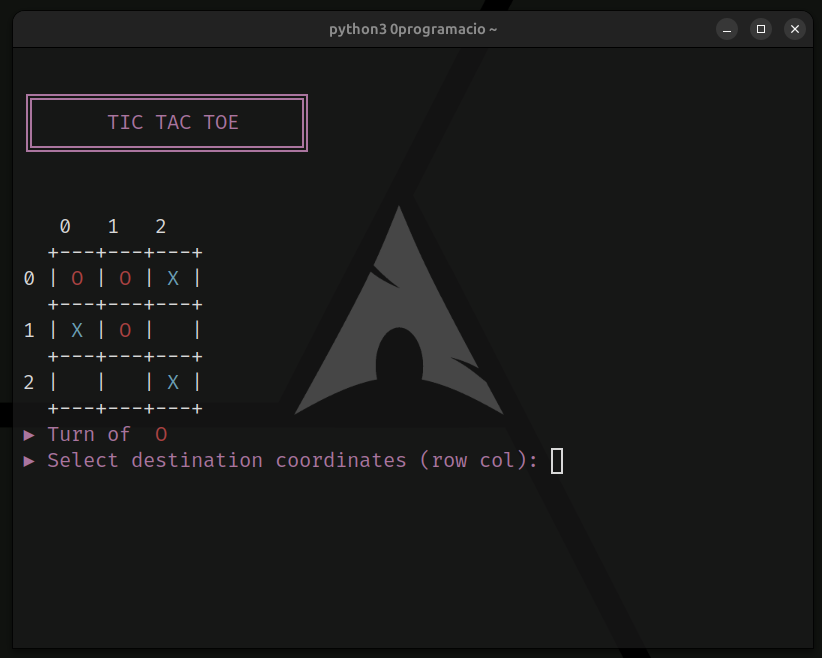 python3 0programacio ~
TIC TAC TOE
    0   1   2
  +---+---+---+
0 | O | O | X |
  +---+---+---+
1 | X | O |   |
  +---+---+---+
2 |   |   | X |
  +---+---+---+
▶ Turn of  O
▶ Select destination coordinates (row col):